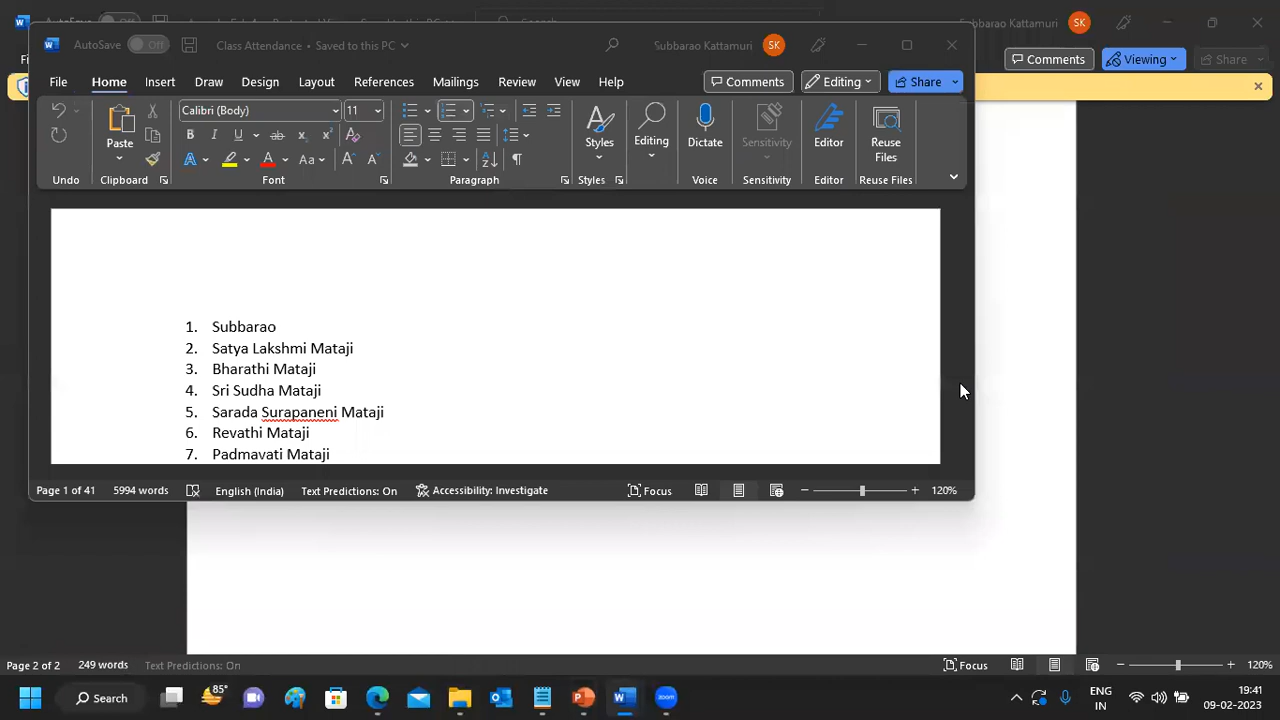 AutoSave Off Class Attendance • Saved to this PC Subbarao Kattamuri SK
Subbarao Kattamuri SK
File Home Insert Draw Design Layout References Mailings Review View Help Comments Editing Share
Comments Viewing Share
Calibri (Body) 11
Paste Styles Editing Dictate Sensitivity Editor Reuse Files
Undo Clipboard Font Paragraph Styles Voice Sensitivity Editor Reuse Files
1. Subbarao
2. Satya Lakshmi Mataji
3. Bharathi Mataji
4. Sri Sudha Mataji
5. Sarada Surapaneni Mataji
6. Revathi Mataji
7. Padmavati Mataji
Page 1 of 41 5994 words English (India) Text Predictions: On Accessibility: Investigate Focus 120%
Page 2 of 2 249 words Text Predictions: On Focus 120%
Search 85° zoom ENG IN 19:41 09-02-2023